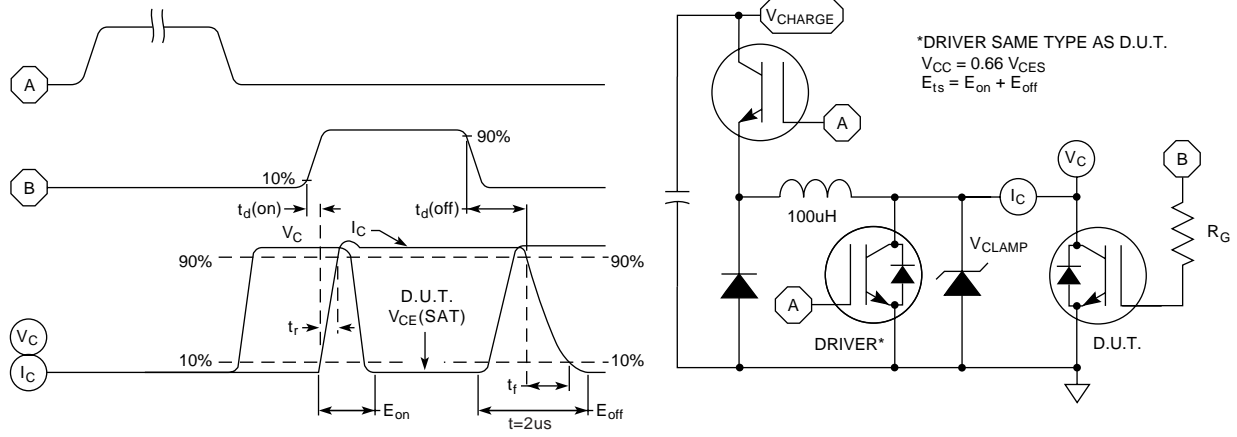 A
B
10%
90%
t_d(on)
t_d(off)
V_C
I_C
90%
90%
D.U.T.
V_CE(SAT)
t_r
10%
10%
V_C
I_C
t_f
E_on
E_off
t=2us
V_CHARGE
*DRIVER SAME TYPE AS D.U.T.
V_CC = 0.66 V_CES
E_ts = E_on + E_off
A
V_C
B
I_C
100uH
R_G
V_CLAMP
A
DRIVER*
D.U.T.